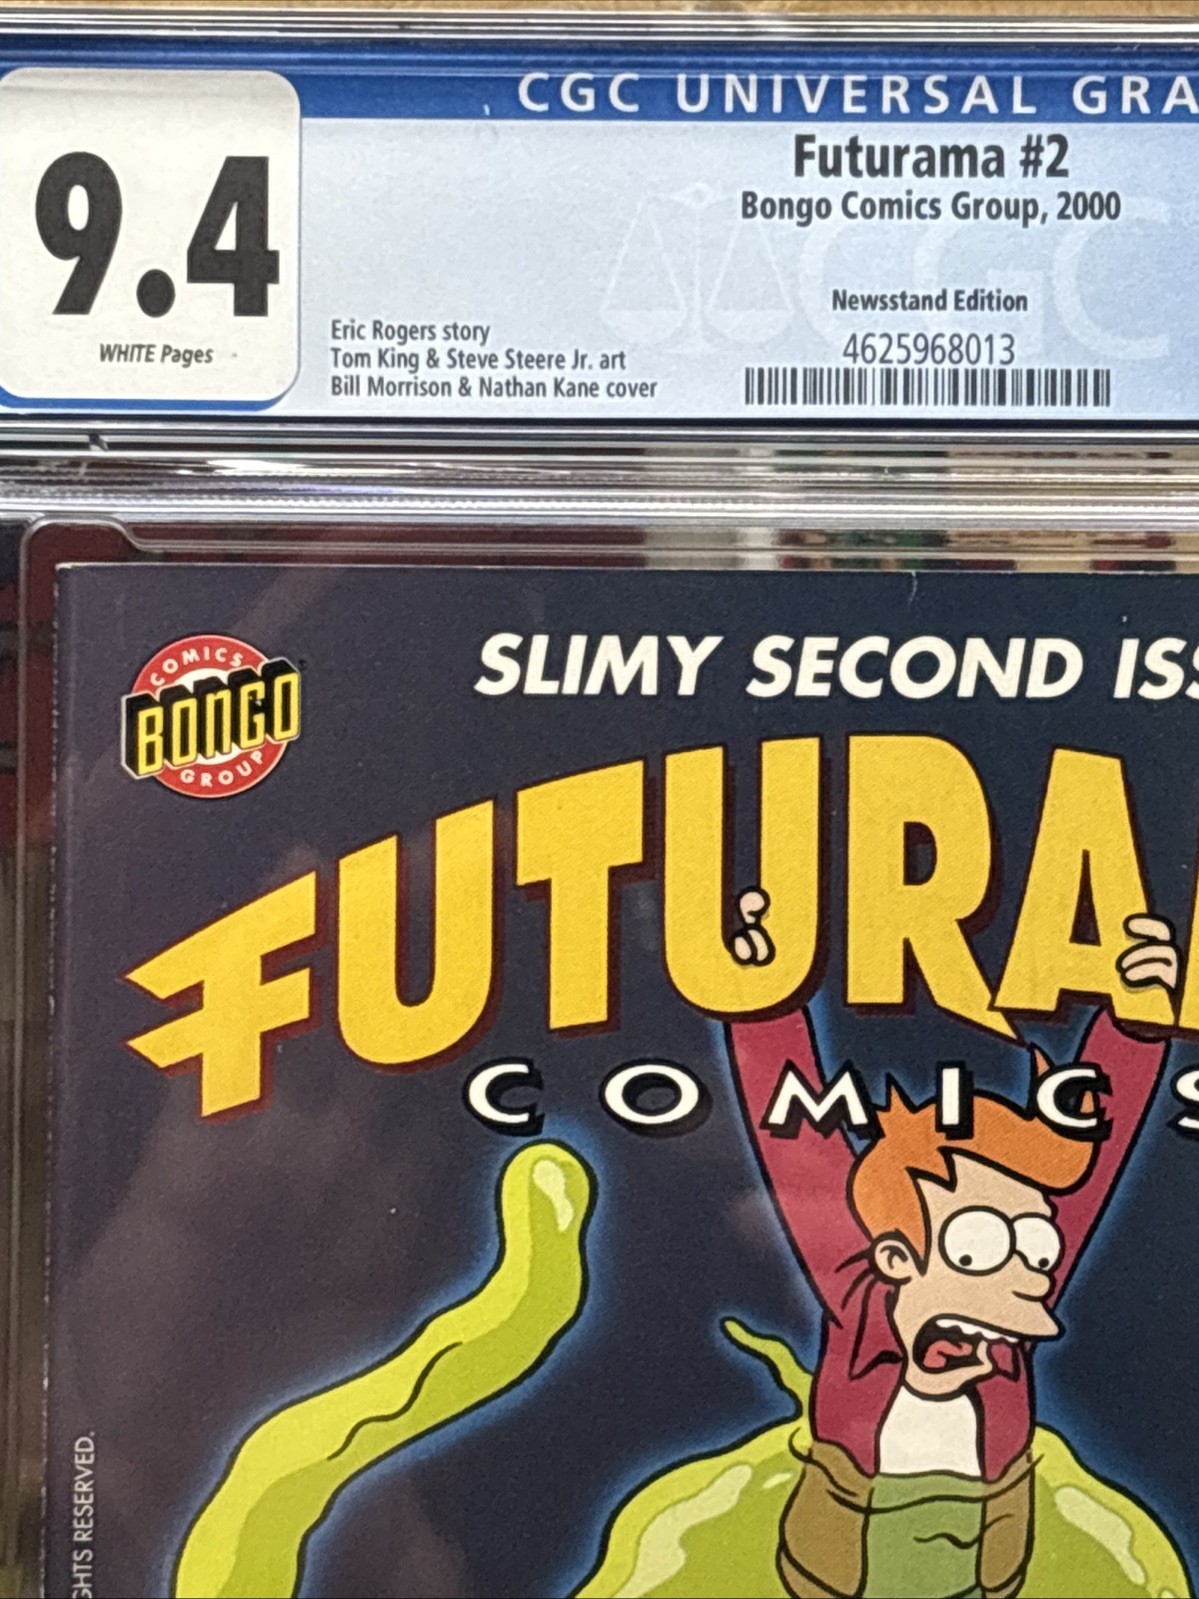 CGC UNIVERSAL GRA
9.4
WHITE Pages
Futurama #2
Bongo Comics Group, 2000
Newsstand Edition
4625968013
Eric Rogers story
Tom King & Steve Steere Jr. art
Bill Morrison & Nathan Kane cover
CGC
COMICS
BONGO
GROUP
SLIMY SECOND ISS
FUTURAMA
COMICS
GHTS RESERVED.